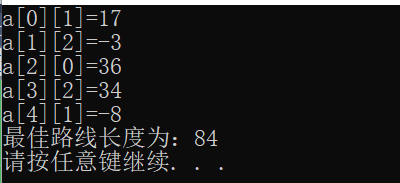 a[0][1]=17
a[1][2]=-3
a[2][0]=36
a[3][2]=34
a[4][1]=-8
最佳路线长度为：84
请按任意键继续. . .